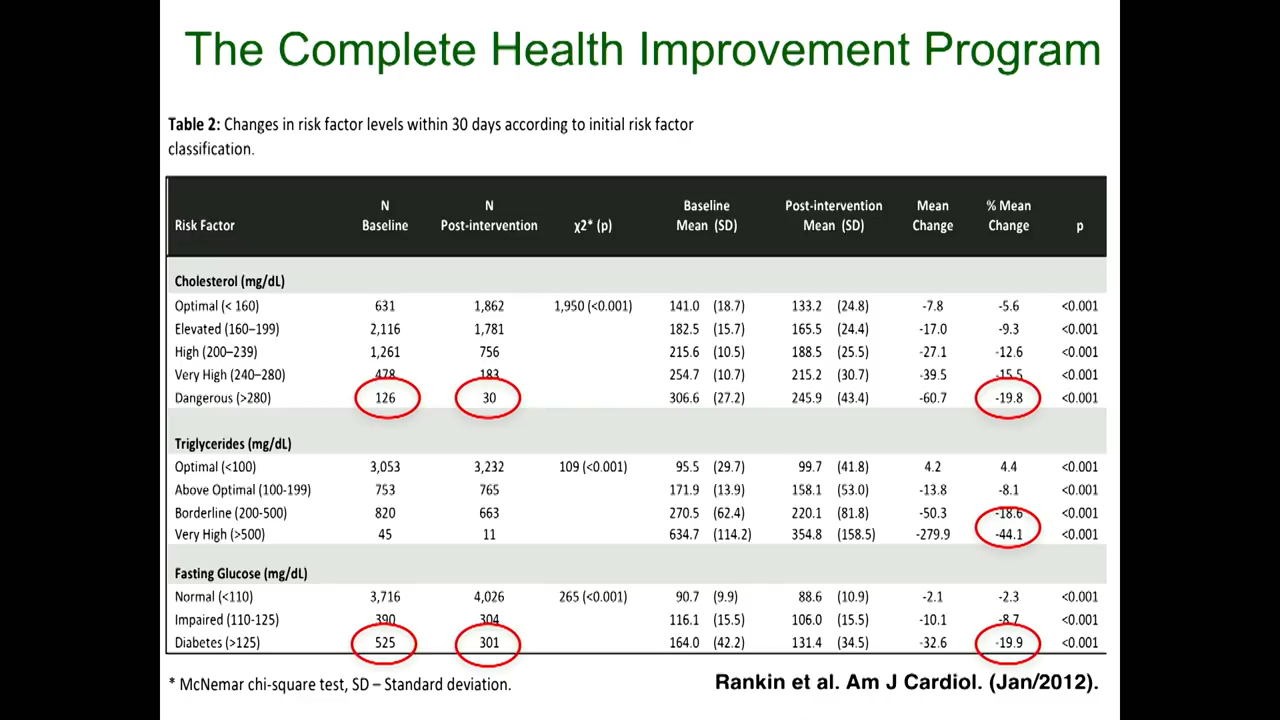 The Complete Health Improvement Program
Table 2: Changes in risk factor levels within 30 days according to initial risk factor
classification.
Risk Factor N Baseline N Post-intervention χ2* (p) Baseline Mean (SD) Post-intervention Mean (SD) Mean Change % Mean Change p
Cholesterol (mg/dL)
Optimal (< 160) 631 1,862 1,950 (<0.001) 141.0 (18.7) 133.2 (24.8) -7.8 -5.6 <0.001
Elevated (160–199) 2,116 1,781 182.5 (15.7) 165.5 (24.4) -17.0 -9.3 <0.001
High (200–239) 1,261 756 215.6 (10.5) 188.5 (25.5) -27.1 -12.6 <0.001
Very High (240–280) 478 183 254.7 (10.7) 215.2 (30.7) -39.5 -15.5 <0.001
Dangerous (>280) 126 30 306.6 (27.2) 245.9 (43.4) -60.7 -19.8 <0.001
Triglycerides (mg/dL)
Optimal (<100) 3,053 3,232 109 (<0.001) 95.5 (29.7) 99.7 (41.8) 4.2 4.4 <0.001
Above Optimal (100-199) 753 765 171.9 (13.9) 158.1 (53.0) -13.8 -8.1 <0.001
Borderline (200-500) 820 663 270.5 (62.4) 220.1 (81.8) -50.3 -18.6 <0.001
Very High (>500) 45 11 634.7 (114.2) 354.8 (158.5) -279.9 -44.1 <0.001
Fasting Glucose (mg/dL)
Normal (<110) 3,716 4,026 265 (<0.001) 90.7 (9.9) 88.6 (10.9) -2.1 -2.3 <0.001
Impaired (110-125) 390 304 116.1 (15.5) 106.0 (15.5) -10.1 -8.7 <0.001
Diabetes (>125) 525 301 164.0 (42.2) 131.4 (34.5) -32.6 -19.9 <0.001
* McNemar chi-square test, SD – Standard deviation.
Rankin et al. Am J Cardiol. (Jan/2012).